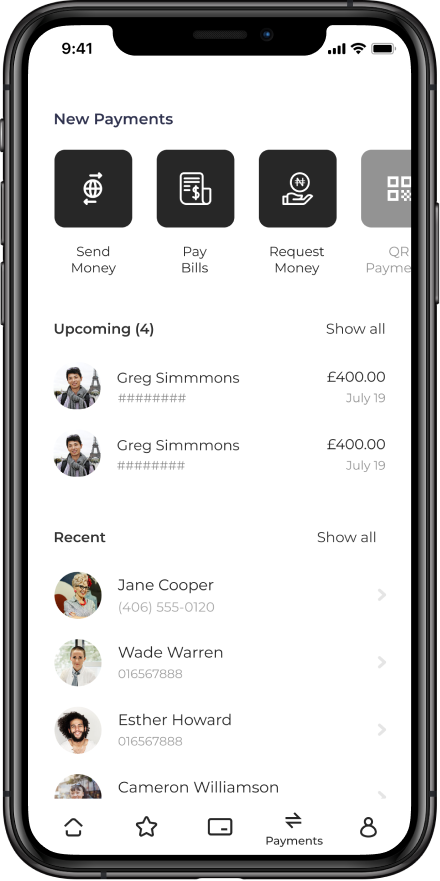 9:41
New Payments
Send
Money
Pay
Bills
Request
Money
QR
Upcoming (4)
Show all
Greg Simmmons
£400.00
########
July 19
Greg Simmmons
£400.00
########
July 19
Recent
Show all
Jane Cooper
(406) 555-0120
Wade Warren
016567888
Esther Howard
016567888
Cameron Williamson
Payments